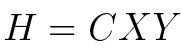 H = CXY